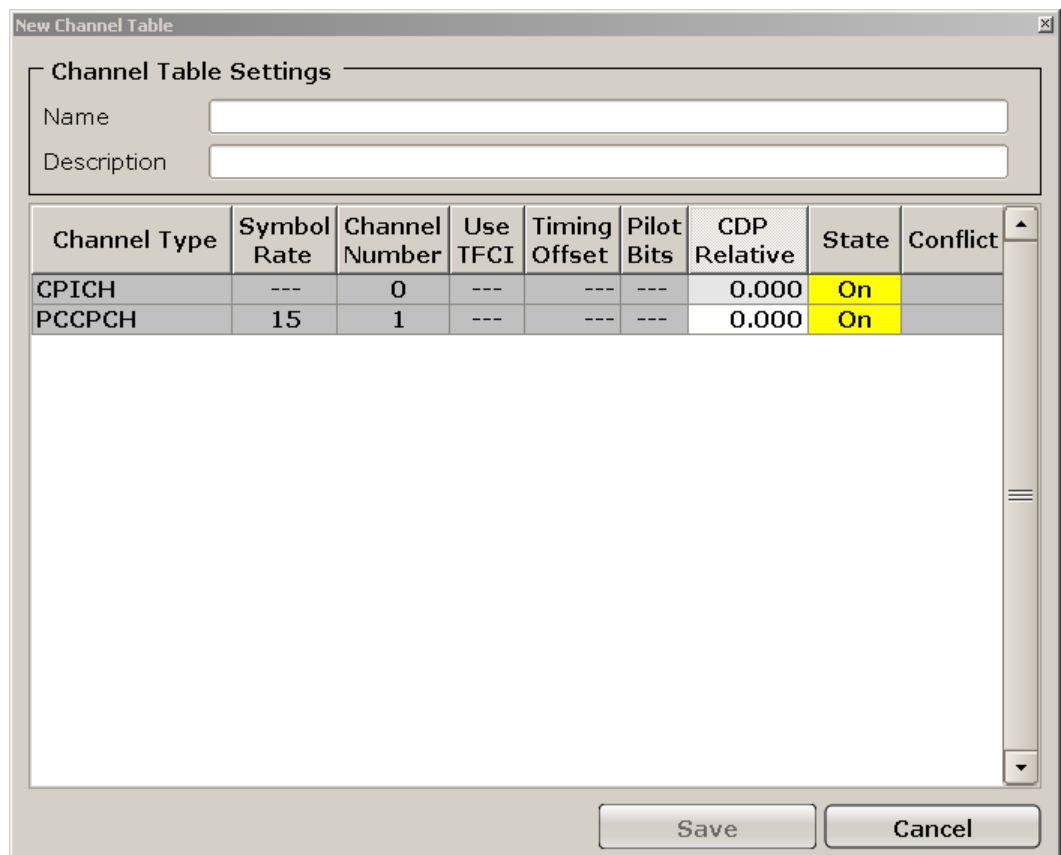 New Channel Table
Channel Table Settings
Name
Description
Channel Type Symbol Rate Channel Number Use TFCI Timing Offset Pilot Bits CDP Relative State Conflict
CPICH --- 0 --- --- --- 0.000 On
PCCPCH 15 1 --- --- --- 0.000 On
Save Cancel